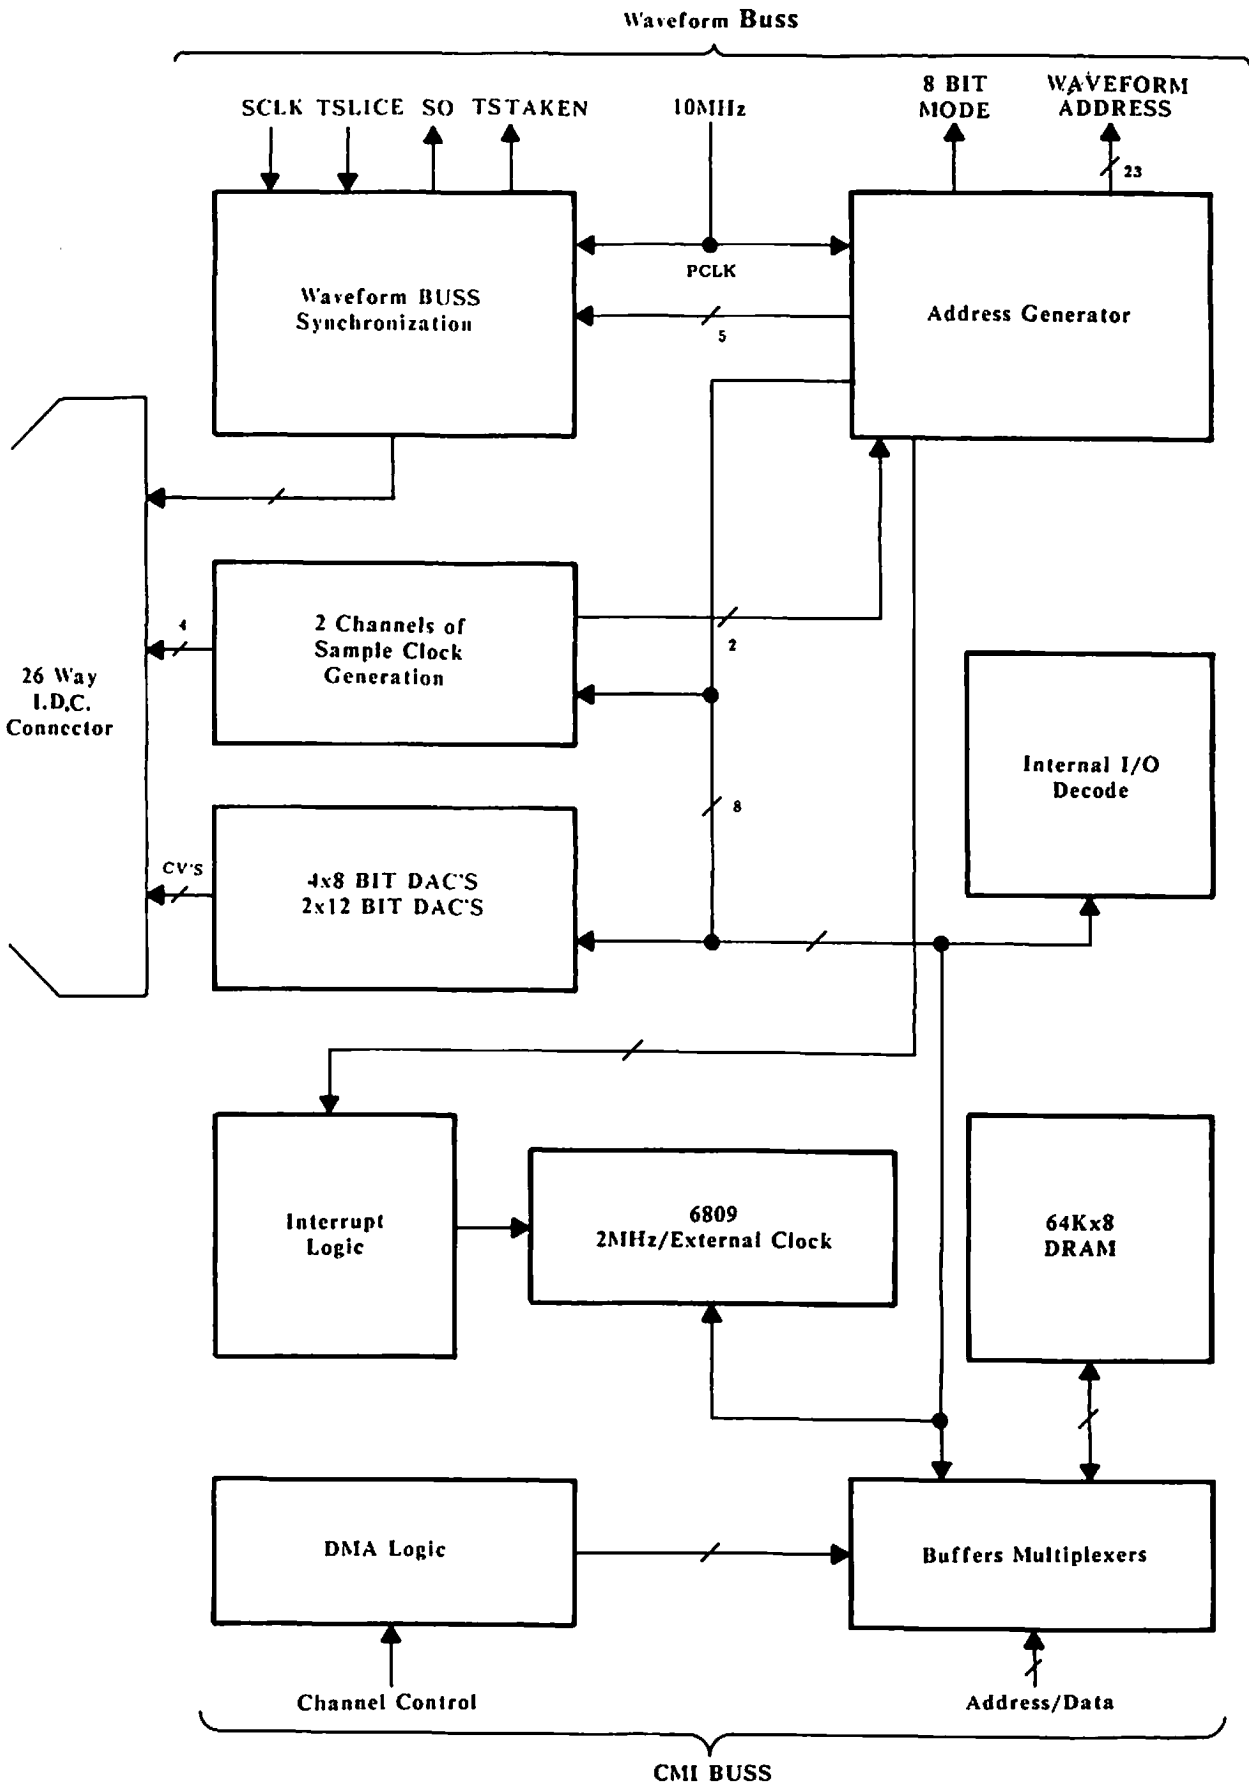 Waveform Buss
SCLK TSLICE SO TSTAKEN
10MHz
8 BIT
MODE
WAVEFORM
ADDRESS
23
PCLK
Waveform BUSS
Synchronization
5
Address Generator
4
2 Channels of
Sample Clock
Generation
2
26 Way
I.D.C.
Connector
Internal I/O
Decode
8
CV'S
4x8 BIT DAC'S
2x12 BIT DAC'S
Interrupt
Logic
6809
2MHz/External Clock
64Kx8
DRAM
DMA Logic
Buffers Multiplexers
Channel Control
Address/Data
CMI BUSS